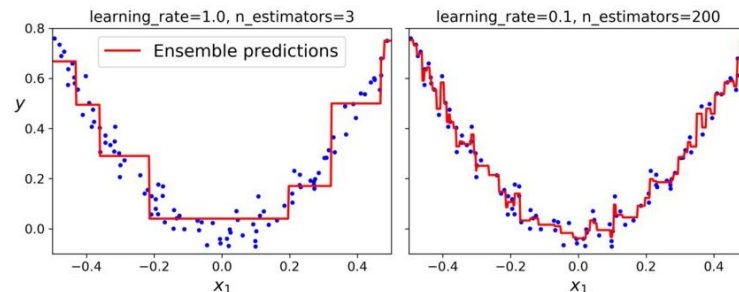 learning_rate=1.0, n_estimators=3
learning_rate=0.1, n_estimators=200
0.8
0.6
0.4
0.2
0.0
y
Ensemble predictions
−0.4
−0.2
0.0
0.2
0.4
x₁
−0.4
−0.2
0.0
0.2
0.4
x₁